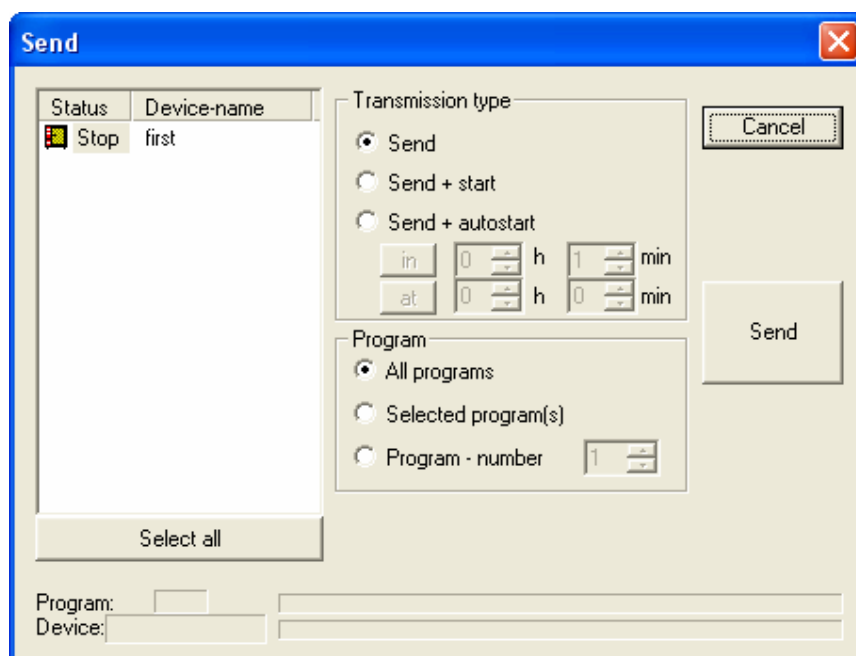 Send
Status Device-name
Stop first
Select all
Transmission type
Send
Send + start
Send + autostart
in 0 h 1 min
at 0 h 0 min
Program
All programs
Selected program(s)
Program - number 1
Cancel
Send
Program:
Device: